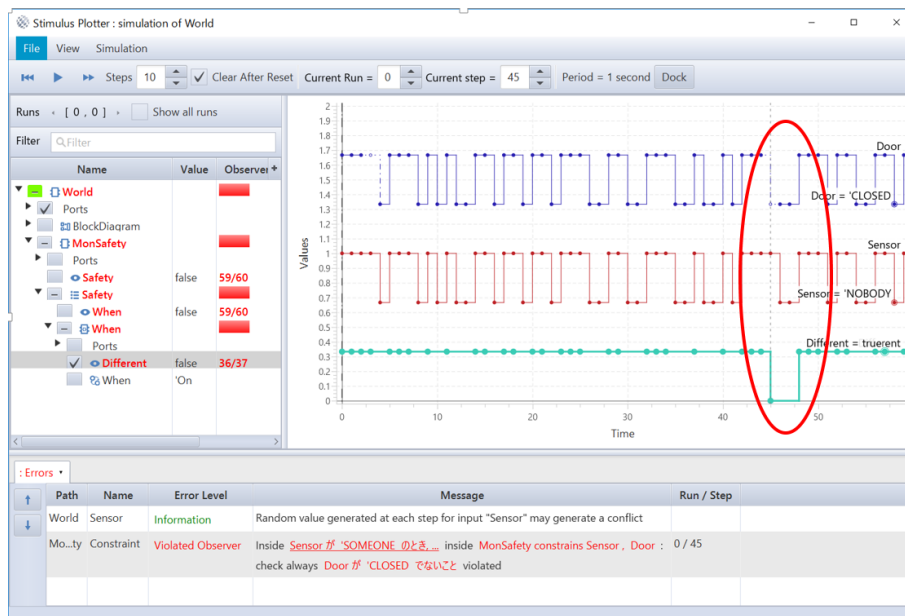 Stimulus Plotter : simulation of World
File View Simulation
Steps 10 Clear After Reset Current Run = 0 Current step = 45 Period = 1 second Dock
Runs [ 0 , 0 ] Show all runs
Filter Filter
Name Value Observer +
World
Ports
BlockDiagram
MonSafety
Ports
Safety false 59/60
Safety
When false 59/60
When
Ports
Different false 36/37
When 'On
2
1.9
1.8
1.7
1.6
1.5
1.4
1.3
1.2
1.1
1
0.9
0.8
0.7
0.6
0.5
0.4
0.3
0.2
0.1
0
Values
0 10 20 30 40 50
Time
Door
Door = 'CLOSED
Sensor
Sensor = 'NOBODY
Different = truerent
: Errors
Path Name Error Level Message Run / Step
World Sensor Information Random value generated at each step for input "Sensor" may generate a conflict
Mo...ty Constraint Violated Observer Inside Sensor が 'SOMEONE のとき, ... inside MonSafety constrains Sensor , Door : 0 / 45
check always Door が 'CLOSED でないこと violated